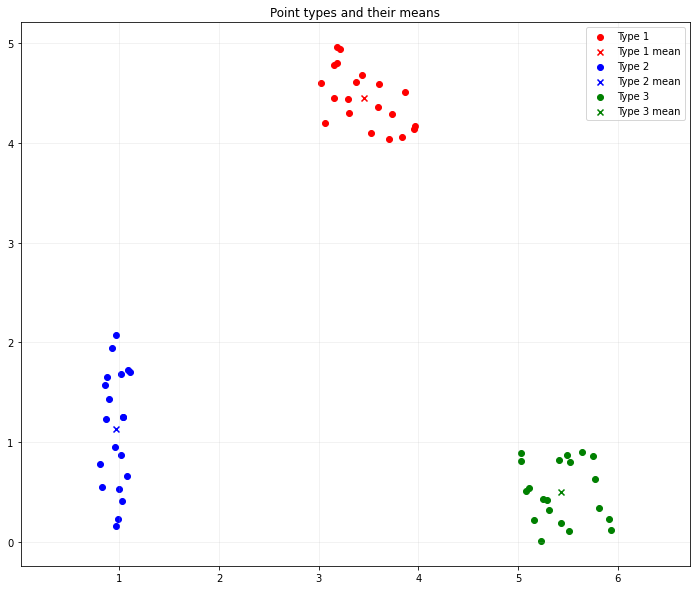 Point types and their means
Type 1
Type 1 mean
Type 2
Type 2 mean
Type 3
Type 3 mean
5
4
3
2
1
0
1 2 3 4 5 6